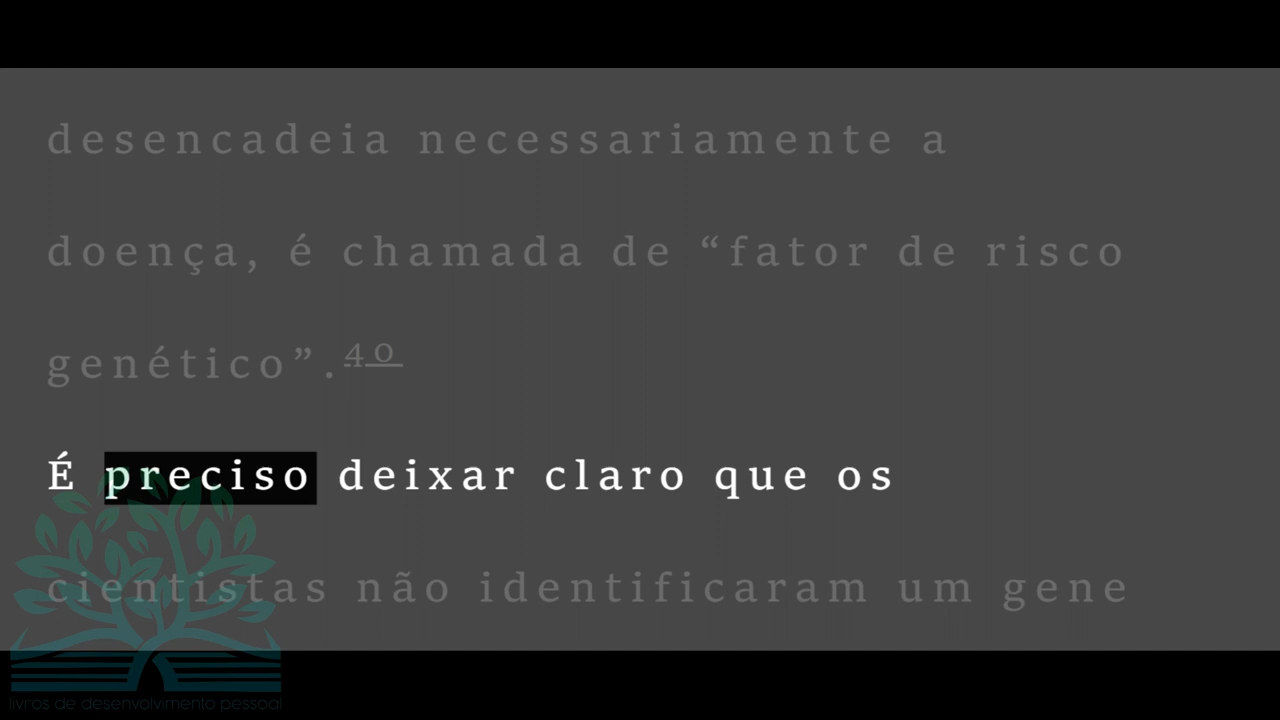 desencadeia necessariamente a
doença, é chamada de “fator de risco
genético”.40
É preciso deixar claro que os
cientistas não identificaram um gene
livros de desenvolvimento pessoal